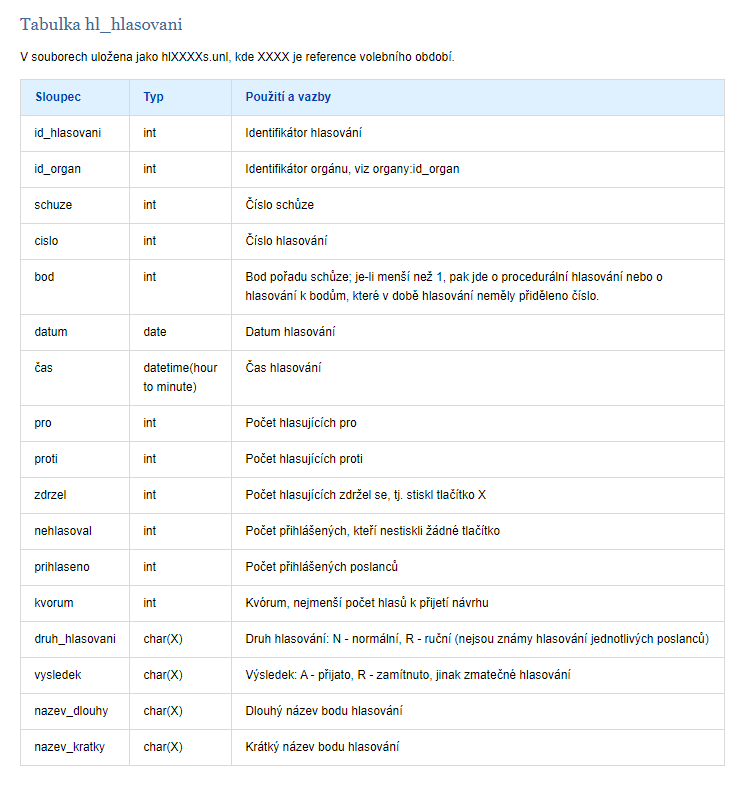 Tabulka hl_hlasovani
V souborech uložena jako hlXXXXs.unl, kde XXXX je reference volebního období.
Sloupec Typ Použití a vazby
id_hlasovani int Identifikátor hlasování
id_organ int Identifikátor orgánu, viz organy:id_organ
schuze int Číslo schůze
cislo int Číslo hlasování
bod int Bod pořadu schůze; je-li menší než 1, pak jde o procedurální hlasování nebo o
hlasování k bodům, které v době hlasování neměly přiděleno číslo.
datum date Datum hlasování
čas datetime(hour Čas hlasování
to minute)
pro int Počet hlasujících pro
proti int Počet hlasujících proti
zdrzel int Počet hlasujících zdržel se, tj. stiskl tlačítko X
nehlasoval int Počet přihlášených, kteří nestiskli žádné tlačítko
prihlaseno int Počet přihlášených poslanců
kvorum int Kvórum, nejmenší počet hlasů k přijetí návrhu
druh_hlasovani char(X) Druh hlasování: N - normální, R - ruční (nejsou známy hlasování jednotlivých poslanců)
vysledek char(X) Výsledek: A - přijato, R - zamítnuto, jinak zmatečné hlasování
nazev_dlouhy char(X) Dlouhý název bodu hlasování
nazev_kratky char(X) Krátký název bodu hlasování